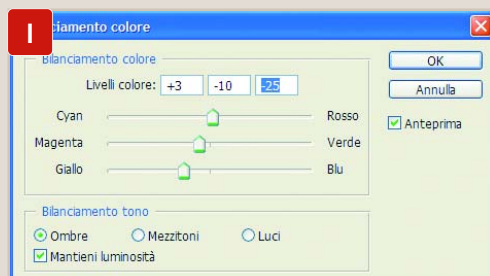 I
ciamento colore
Bilanciamento colore
Livelli colore: +3 -10 -25
Cyan Rosso
Magenta Verde
Giallo Blu
OK
Annulla
Anteprima
Bilanciamento tono
Ombre Mezzitoni Luci
Mantieni luminosità